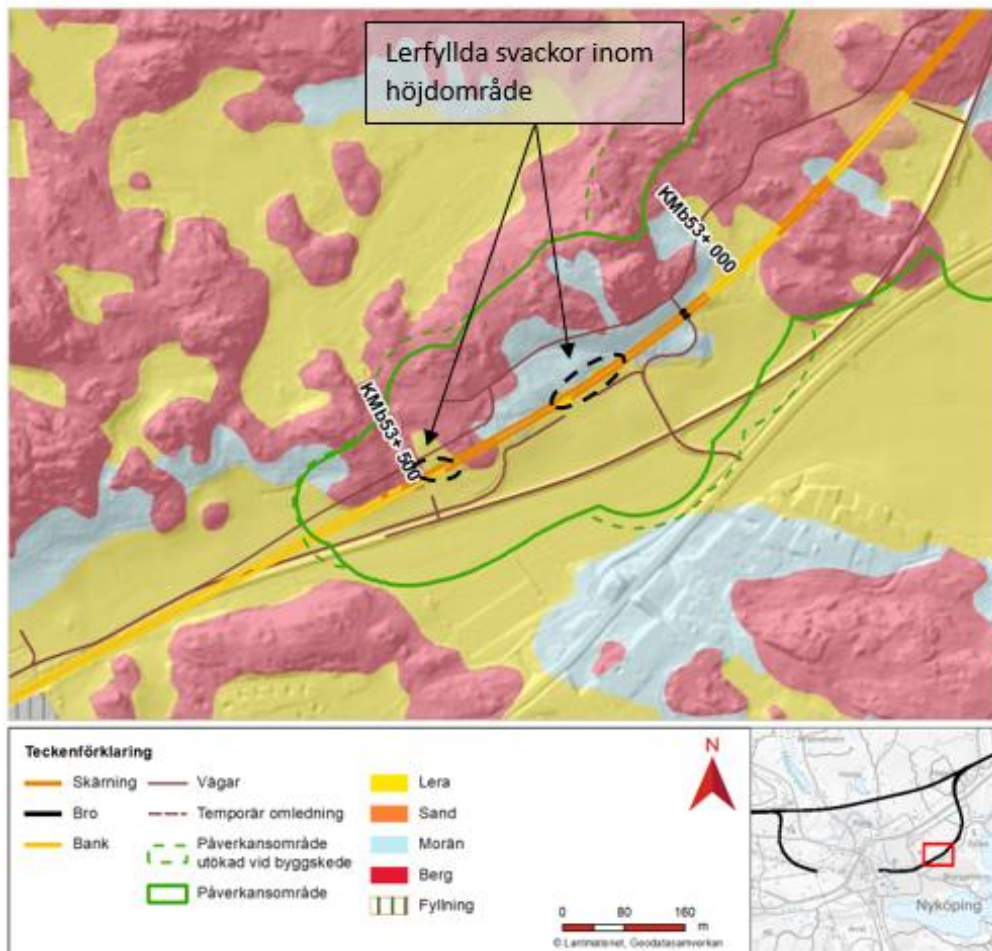 Lerfyllda svackor inom
höjdområde
KMb53+ 000
KMb53+ 500
Teckenförklaring
Skärning
Bro
Bank
Vägar
Temporär omledning
Påverkansområde
utökad vid byggskede
Påverkansområde
Lera
Sand
Morän
Berg
Fyllning
N
0 80 160
m
© Lantmäteriet, Geodatasamverkan
Nyköping